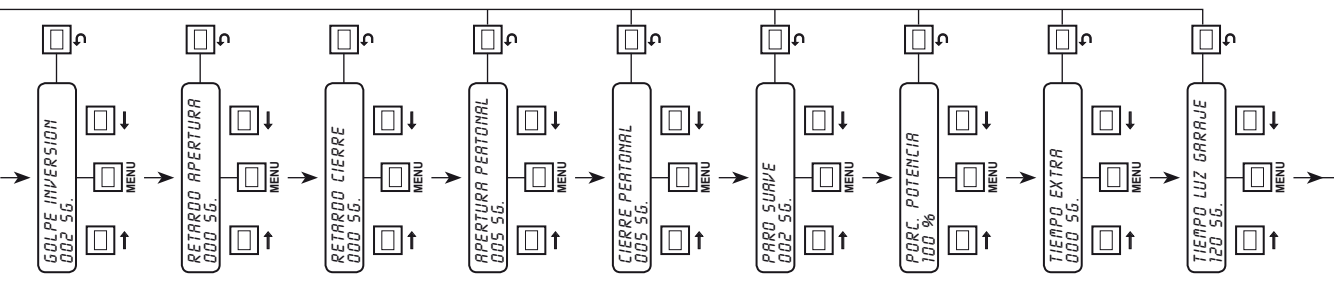 GOLPE INVERSION
002 SG.
MENU
RETARDO APERTURA
000 SG.
MENU
RETARDO CIERRE
000 SG.
MENU
APERTURA PEATONAL
005 SG.
MENU
CIERRE PEATONAL
005 SG.
MENU
PARO SUAVE
002 SG.
MENU
PORC. POTENCIA
100 %
MENU
TIEMPO EXTRA
000 SG.
MENU
TIEMPO LUZ GARAJE
120 SG.
MENU